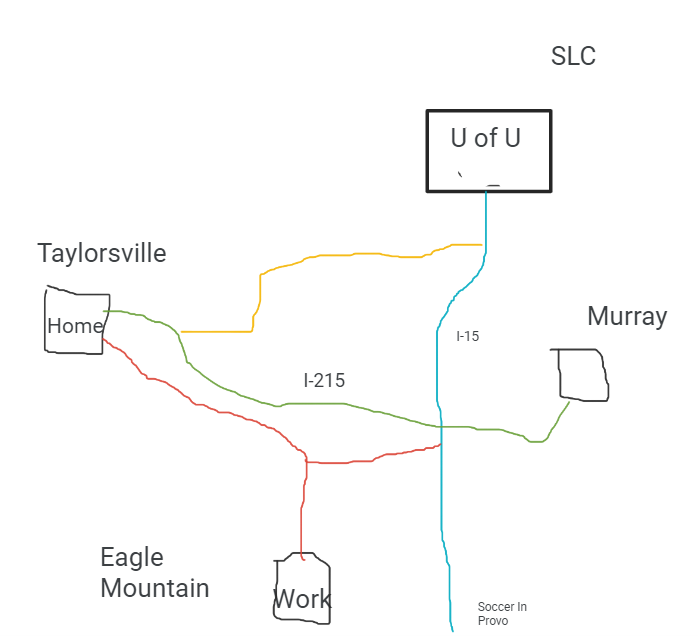 SLC
U of U
Taylorsville
Home
Murray
I-15
I-215
Eagle
Mountain
Work
Soccer In
Provo